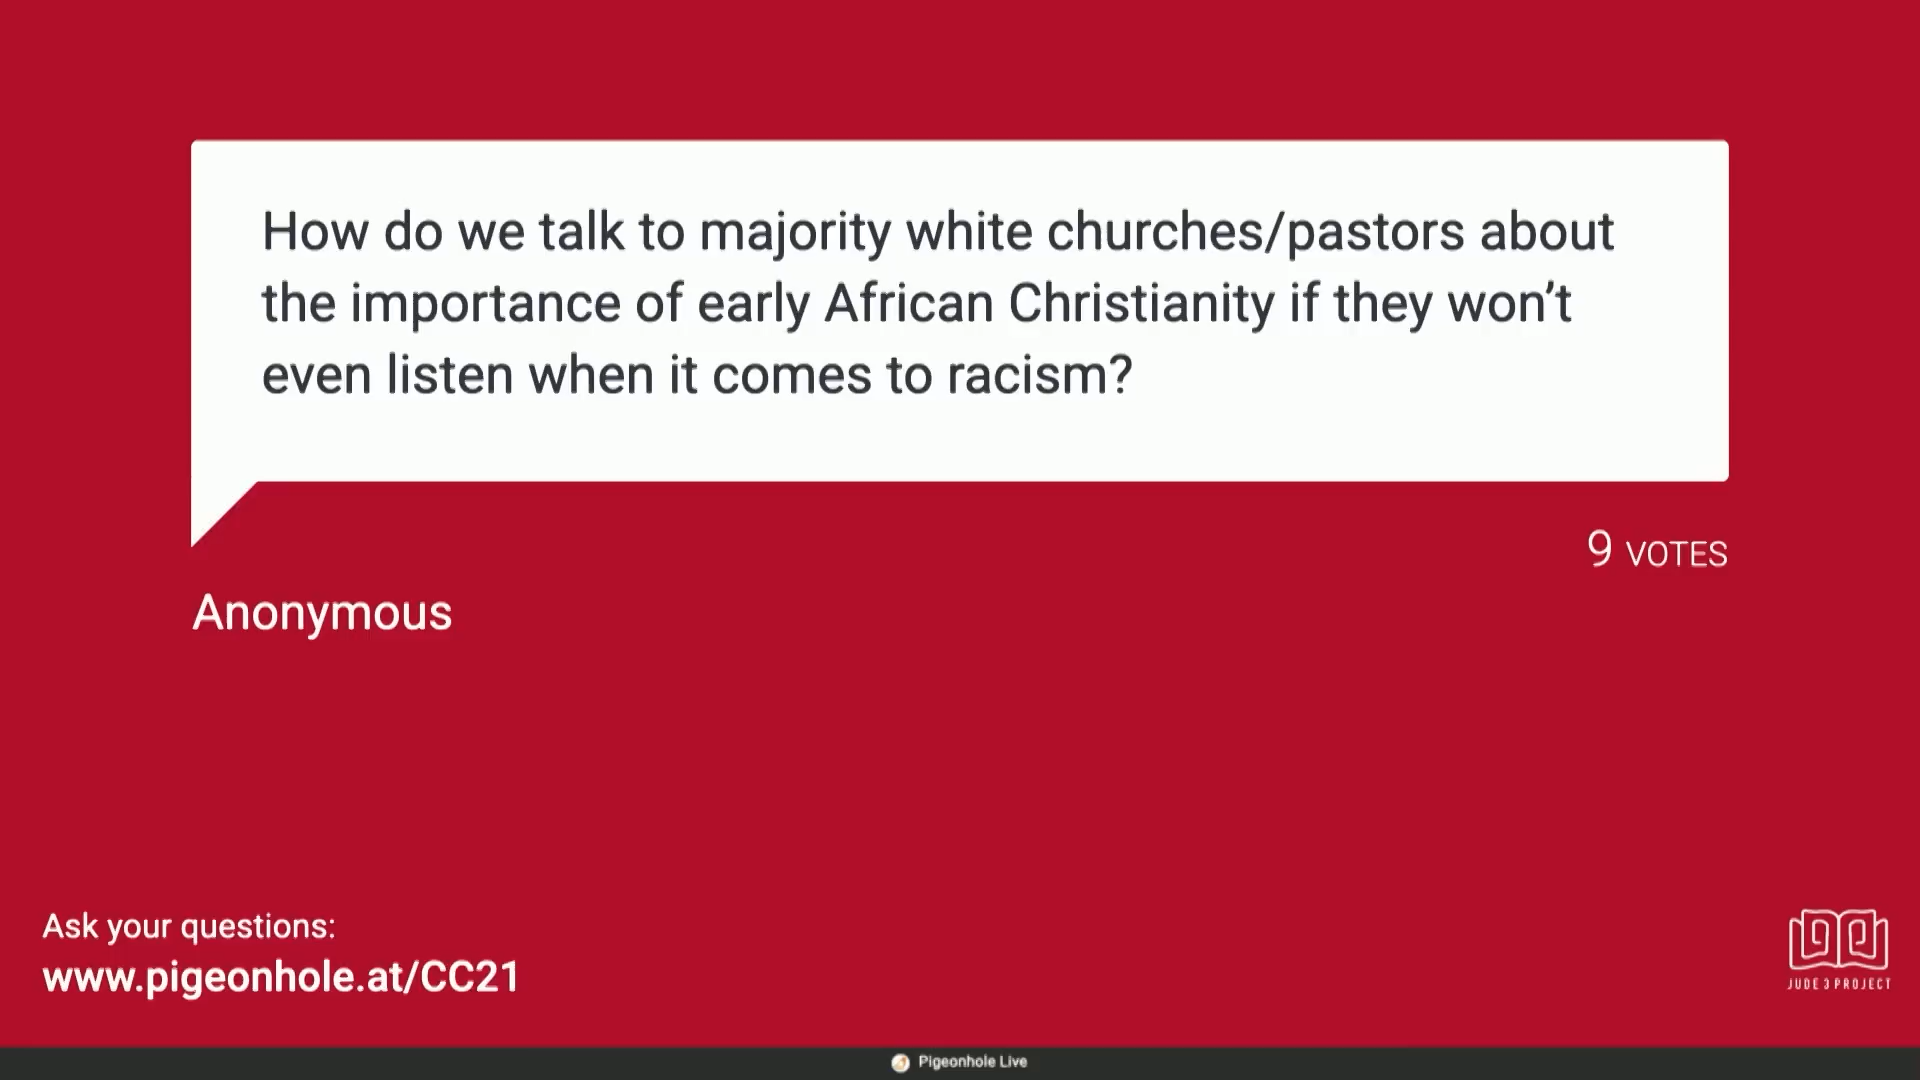 How do we talk to majority white churches/pastors about
the importance of early African Christianity if they won’t
even listen when it comes to racism?
9 VOTES
Anonymous
Ask your questions:
www.pigeonhole.at/CC21
JUDE 3 PROJECT
Pigeonhole Live